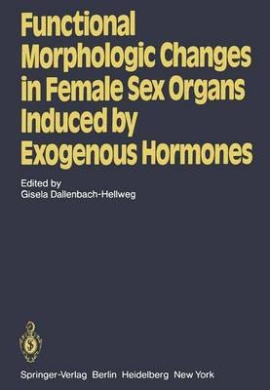 Functional
Morphologic Changes
in Female Sex Organs
Induced by
Exogenous Hormones
Edited by
Gisela Dallenbach-Hellweg
Springer-Verlag Berlin Heidelberg New York